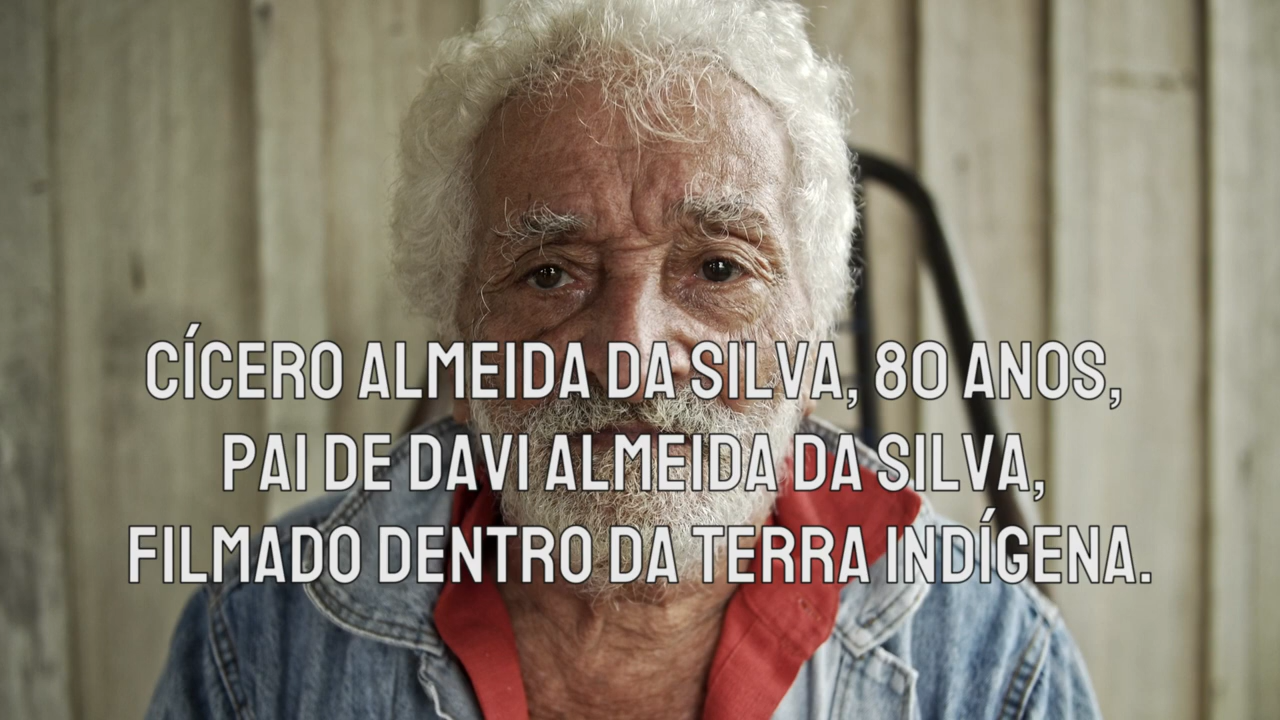 CÍCERO ALMEIDA DA SILVA, 80 ANOS,
PAI DE DAVI ALMEIDA DA SILVA,
FILMADO DENTRO DA TERRA INDÍGENA.